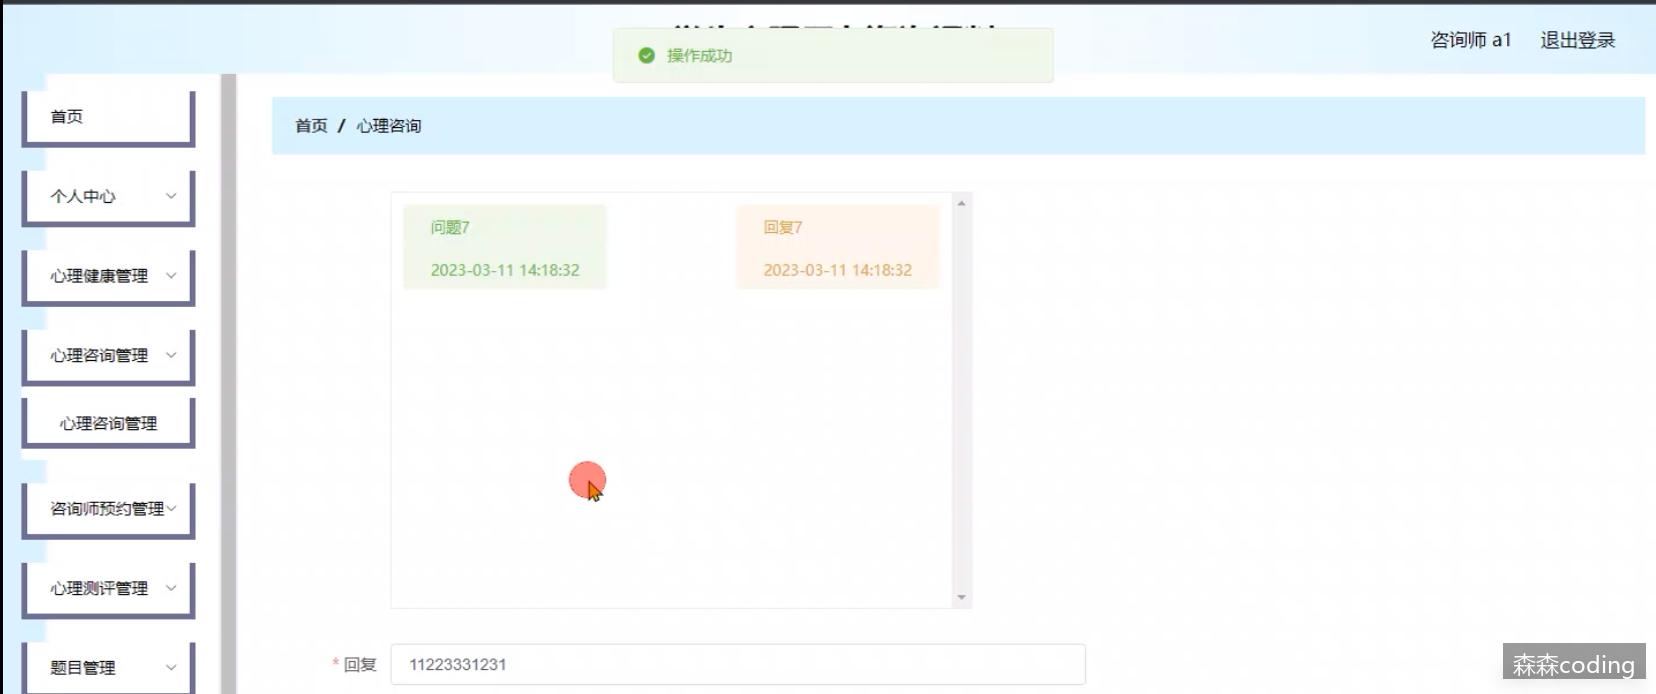 咨询师 a1
退出登录
操作成功
首页
个人中心
心理健康管理
心理咨询管理
心理咨询管理
咨询师预约管理
心理测评管理
题目管理
首页 / 心理咨询
问题7
2023-03-11 14:18:32
回复7
2023-03-11 14:18:32
* 回复
11223331231
森森coding